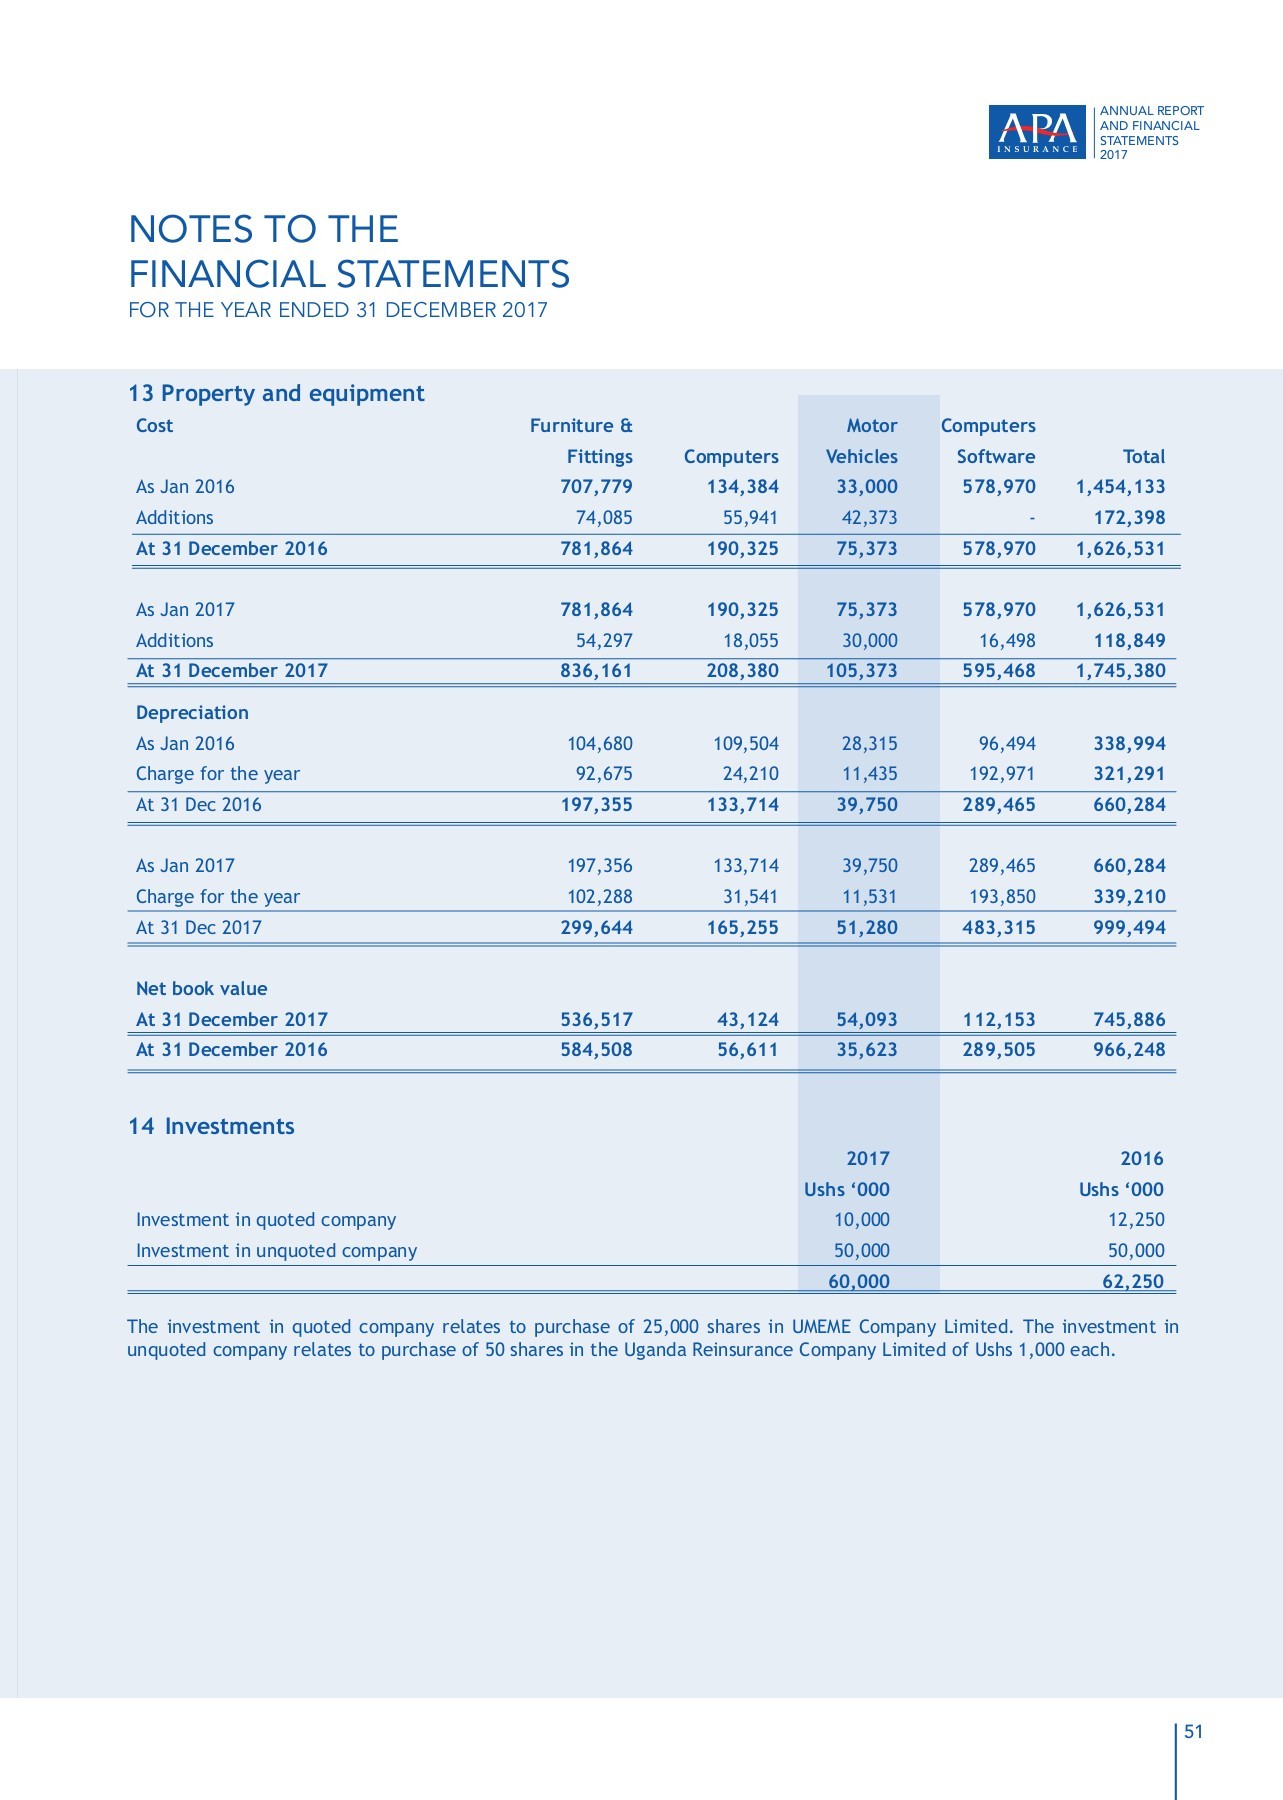 APA
INSURANCE
ANNUAL REPORT
AND FINANCIAL
STATEMENTS
2017
NOTES TO THE
FINANCIAL STATEMENTS
FOR THE YEAR ENDED 31 DECEMBER 2017
13 Property and equipment
Cost Furniture & Motor Computers
Fittings Computers Vehicles Software Total
As Jan 2016 707,779 134,384 33,000 578,970 1,454,133
Additions 74,085 55,941 42,373 - 172,398
At 31 December 2016 781,864 190,325 75,373 578,970 1,626,531
As Jan 2017 781,864 190,325 75,373 578,970 1,626,531
Additions 54,297 18,055 30,000 16,498 118,849
At 31 December 2017 836,161 208,380 105,373 595,468 1,745,380
Depreciation
As Jan 2016 104,680 109,504 28,315 96,494 338,994
Charge for the year 92,675 24,210 11,435 192,971 321,291
At 31 Dec 2016 197,355 133,714 39,750 289,465 660,284
As Jan 2017 197,356 133,714 39,750 289,465 660,284
Charge for the year 102,288 31,541 11,531 193,850 339,210
At 31 Dec 2017 299,644 165,255 51,280 483,315 999,494
Net book value
At 31 December 2017 536,517 43,124 54,093 112,153 745,886
At 31 December 2016 584,508 56,611 35,623 289,505 966,248
14 Investments
2017 2016
Ushs ‘000 Ushs ‘000
Investment in quoted company 10,000 12,250
Investment in unquoted company 50,000 50,000
60,000 62,250
The investment in quoted company relates to purchase of 25,000 shares in UMEME Company Limited. The investment in
unquoted company relates to purchase of 50 shares in the Uganda Reinsurance Company Limited of Ushs 1,000 each.
51